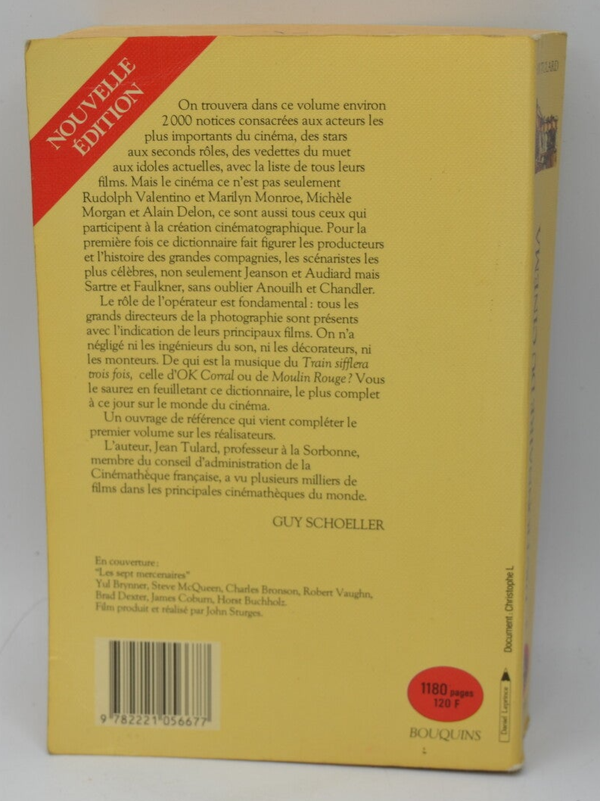 NOUVELLE
ÉDITION
On trouvera dans ce volume environ
2 000 notices consacrées aux acteurs les
plus importants du cinéma, des stars
aux seconds rôles, des vedettes du muet
aux idoles actuelles, avec la liste de tous leurs
films. Mais le cinéma ce n'est pas seulement
Rudolph Valentino et Marilyn Monroe, Michèle
Morgan et Alain Delon, ce sont aussi tous ceux qui
participent à la création cinématographique. Pour la
première fois ce dictionnaire fait figurer les producteurs
et l'histoire des grandes compagnies, les scénaristes les
plus célèbres, non seulement Jeanson et Audiard mais
Sartre et Faulkner, sans oublier Anouilh et Chandler.
Le rôle de l'opérateur est fondamental : tous les
grands directeurs de la photographie sont présents
avec l'indication de leurs principaux films. On n'a
négligé ni les ingénieurs du son, ni les décorateurs, ni
les monteurs. De qui est la musique du Train sifflera
trois fois, celle d'OK Corral ou de Moulin Rouge ? Vous
le saurez en feuilletant ce dictionnaire, le plus complet
à ce jour sur le monde du cinéma.
Un ouvrage de référence qui vient compléter le
premier volume sur les réalisateurs.
L'auteur, Jean Tulard, professeur à la Sorbonne,
membre du conseil d'administration de la
Cinémathèque française, a vu plusieurs milliers de
films dans les principales cinémathèques du monde.
GUY SCHOELLER
En couverture :
"Les sept mercenaires"
Yul Brynner, Steve McQueen, Charles Bronson, Robert Vaughn,
Brad Dexter, James Coburn, Horst Buchholz.
Film produit et réalisé par John Sturges.
9 782221 056677
1180 pages
120 F
BOUQUINS
Document : Christophe L
DU CINEMA